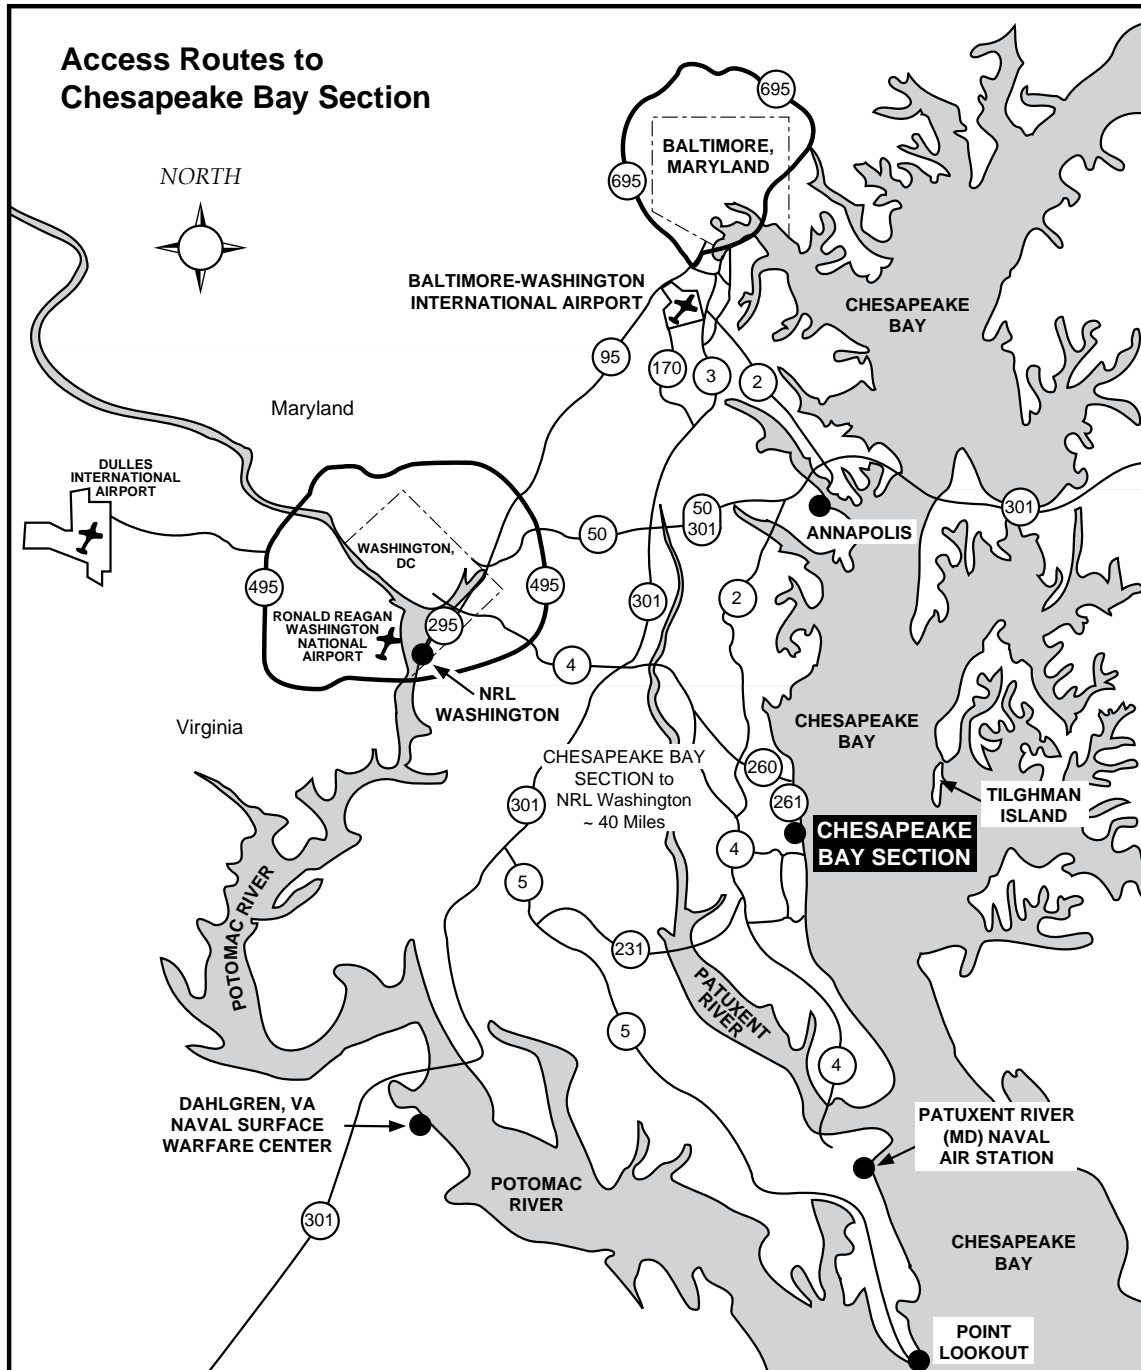 Access Routes to
Chesapeake Bay Section
NORTH
695
BALTIMORE,
MARYLAND
695
BALTIMORE-WASHINGTON
INTERNATIONAL AIRPORT
CHESAPEAKE
BAY
95
170
3
2
Maryland
DULLES
INTERNATIONAL
AIRPORT
50
301
50
301
ANNAPOLIS
WASHINGTON,
DC
495
495
301
2
RONALD REAGAN
WASHINGTON
NATIONAL
AIRPORT
295
4
NRL
WASHINGTON
Virginia
CHESAPEAKE
BAY
CHESAPEAKE BAY
SECTION to
NRL Washington
~ 40 Miles
260
261
301
TILGHMAN
ISLAND
CHESAPEAKE
BAY SECTION
4
5
POTOMAC RIVER
231
PATUXENT
RIVER
5
4
DAHLGREN, VA
NAVAL SURFACE
WARFARE CENTER
PATUXENT RIVER
(MD) NAVAL
AIR STATION
POTOMAC
RIVER
301
CHESAPEAKE
BAY
POINT
LOOKOUT